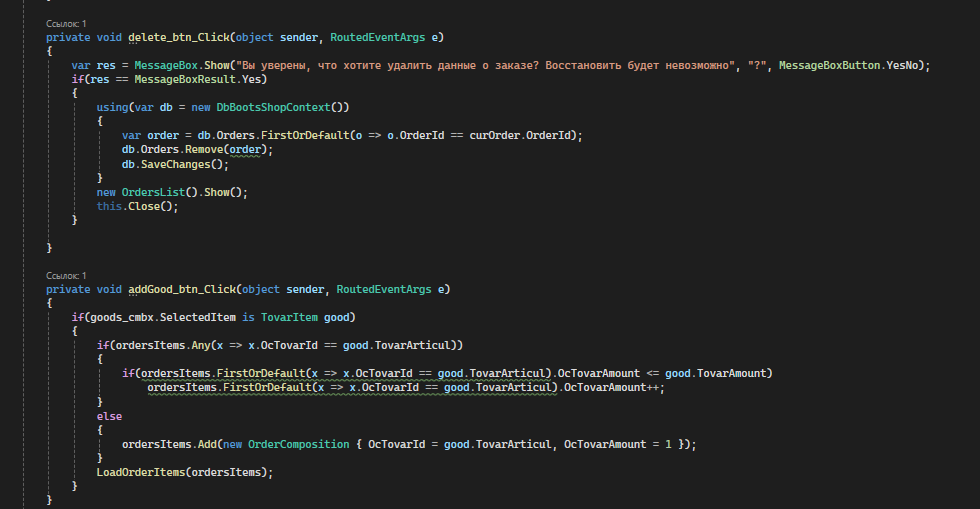 }
Ссылок: 1
private void delete_btn_Click(object sender, RoutedEventArgs e)
{
var res = MessageBox.Show("Вы уверены, что хотите удалить данные о заказе? Восстановить будет невозможно", "?", MessageBoxButton.YesNo);
if(res == MessageBoxResult.Yes)
{
using(var db = new DbBootsShopContext())
{
var order = db.Orders.FirstOrDefault(o => o.OrderId == curOrder.OrderId);
db.Orders.Remove(order);
db.SaveChanges();
}
new OrdersList().Show();
this.Close();
}
}
Ссылок: 1
private void addGood_btn_Click(object sender, RoutedEventArgs e)
{
if(goods_cmbx.SelectedItem is TovarItem good)
{
if(ordersItems.Any(x => x.OcTovarId == good.TovarArticul))
{
if(ordersItems.FirstOrDefault(x => x.OcTovarId == good.TovarArticul).OcTovarAmount <= good.TovarAmount)
ordersItems.FirstOrDefault(x => x.OcTovarId == good.TovarArticul).OcTovarAmount++;
}
else
{
ordersItems.Add(new OrderComposition { OcTovarId = good.TovarArticul, OcTovarAmount = 1 });
}
LoadOrderItems(ordersItems);
}
}